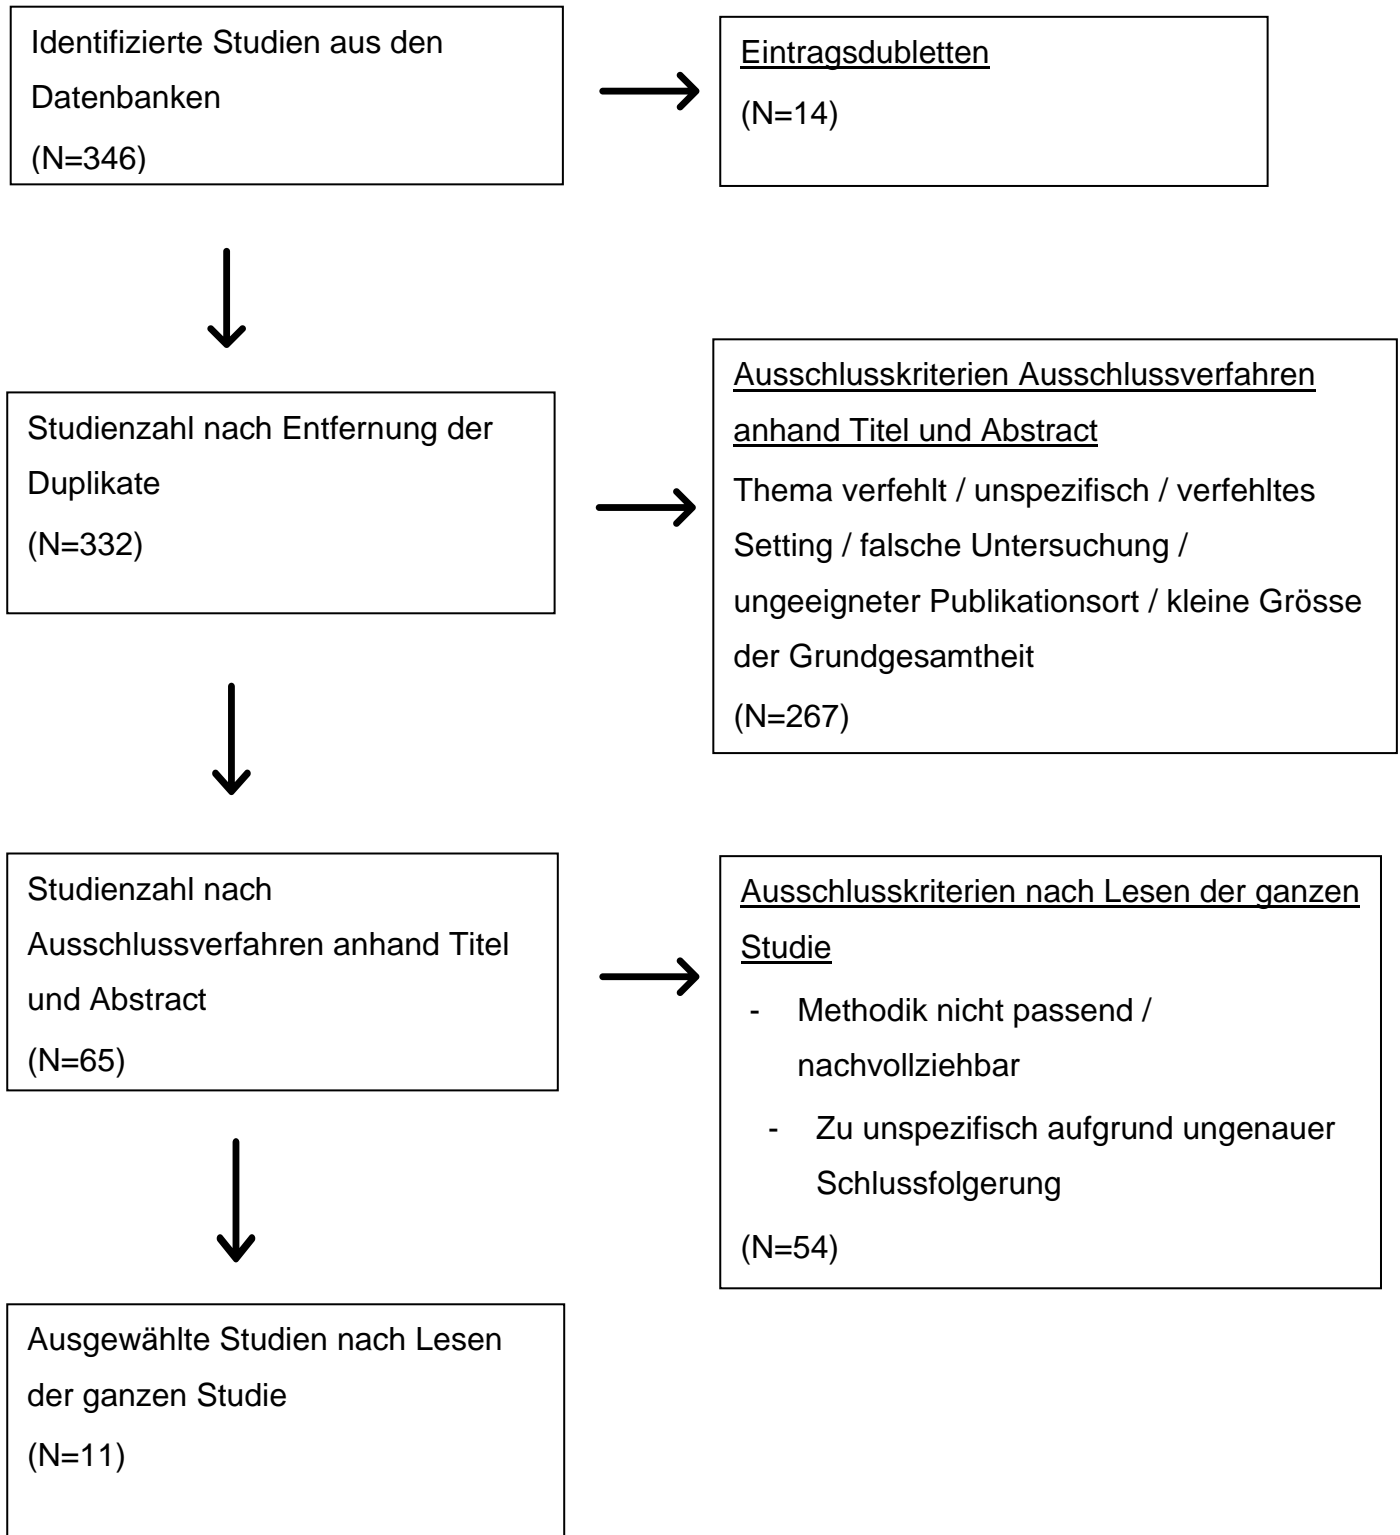 Identifizierte Studien aus den
Datenbanken
(N=346)
Eintragsdubletten
(N=14)
Studienzahl nach Entfernung der
Duplikate
(N=332)
Ausschlusskriterien Ausschlussverfahren
anhand Titel und Abstract
Thema verfehlt / unspezifisch / verfehltes
Setting / falsche Untersuchung /
ungeeigneter Publikationsort / kleine Grösse
der Grundgesamtheit
(N=267)
Studienzahl nach
Ausschlussverfahren anhand Titel
und Abstract
(N=65)
Ausschlusskriterien nach Lesen der ganzen
Studie
- Methodik nicht passend /
nachvollziehbar
- Zu unspezifisch aufgrund ungenauer
Schlussfolgerung
(N=54)
Ausgewählte Studien nach Lesen
der ganzen Studie
(N=11)